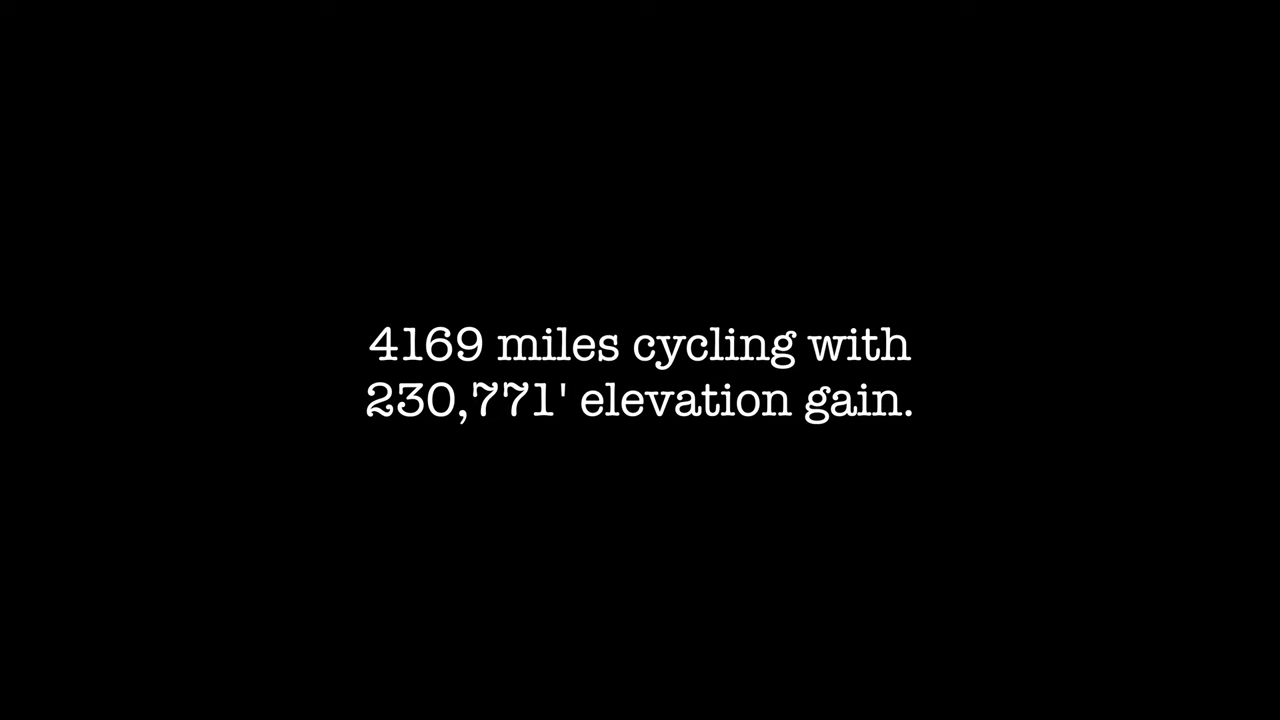 4169 miles cycling with
230,771' elevation gain.